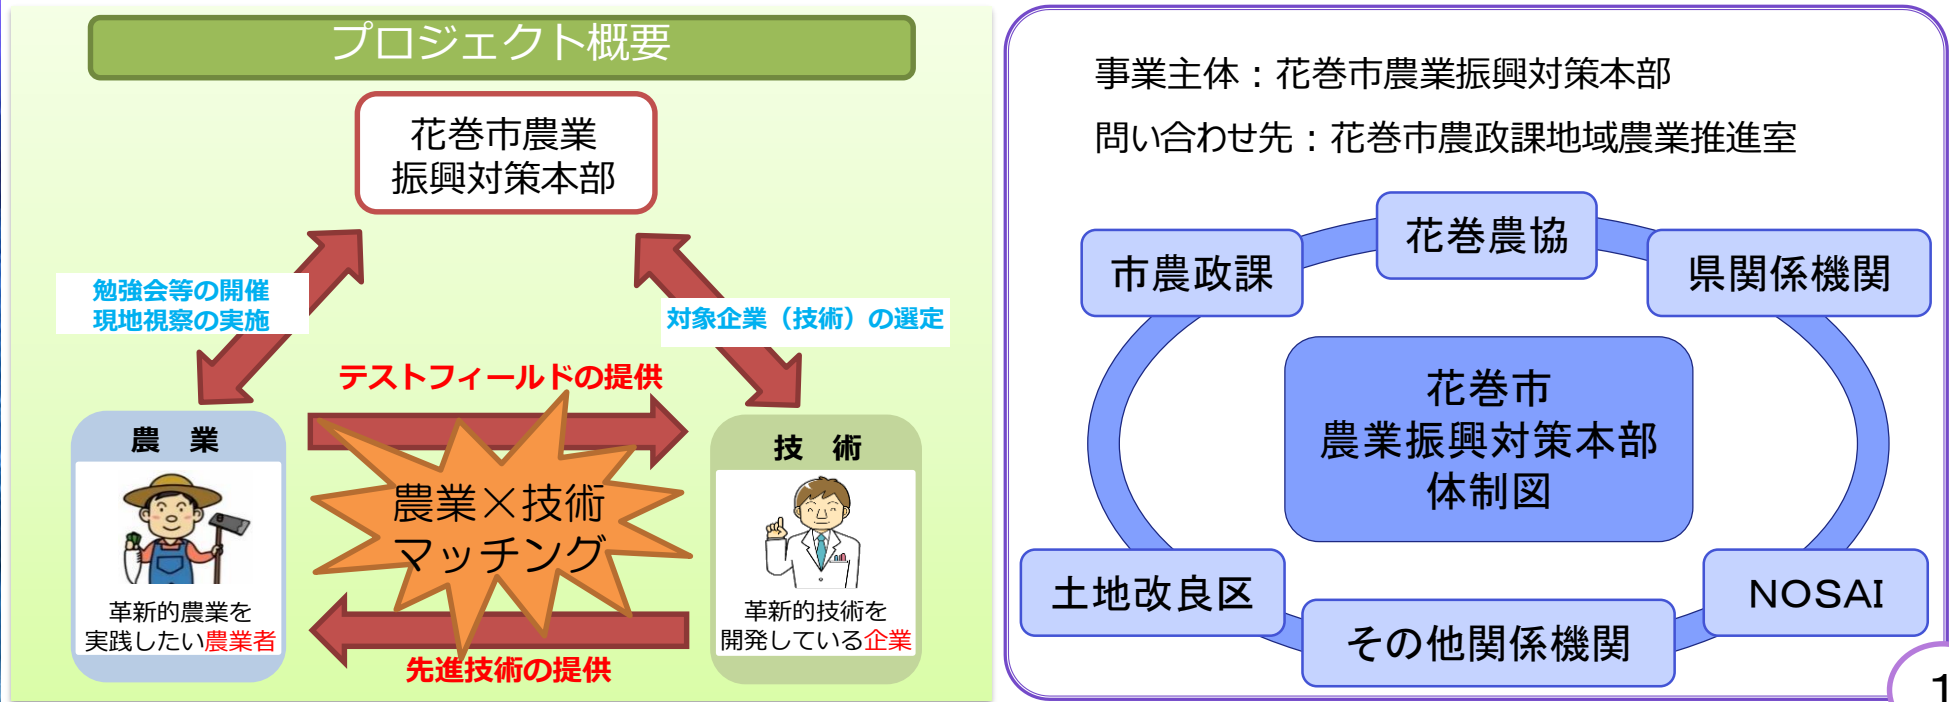 プロジェクト概要
花巻市農業
振興対策本部
勉強会等の開催
現地視察の実施
対象企業（技術）の選定
テストフィールドの提供
農　業
革新的農業を
実践したい農業者
農業×技術
マッチング
技　術
革新的技術を
開発している企業
先進技術の提供
事業主体：花巻市農業振興対策本部
問い合わせ先：花巻市農政課地域農業推進室
花巻農協
市農政課
県関係機関
花巻市
農業振興対策本部
体制図
土地改良区
NOSAI
その他関係機関
1